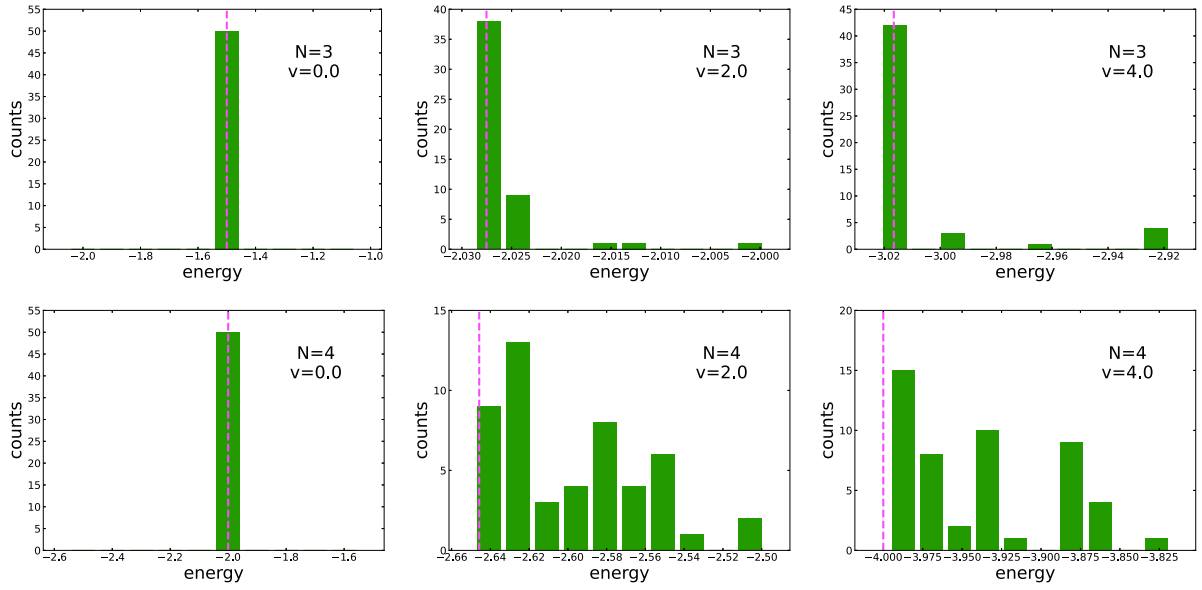 55
50
45
40
35
30
25
20
15
10
5
0
counts
N=3
v=0.0
−2.0 −1.8 −1.6 −1.4 −1.2 −1.0
energy
40
35
30
25
20
15
10
5
0
counts
N=3
v=2.0
−2.030 −2.025 −2.020 −2.015 −2.010 −2.005 −2.000
energy
45
40
35
30
25
20
15
10
5
0
counts
N=3
v=4.0
−3.02 −3.00 −2.98 −2.96 −2.94 −2.92
energy
55
50
45
40
35
30
25
20
15
10
5
0
counts
N=4
v=0.0
−2.6 −2.4 −2.2 −2.0 −1.8 −1.6
energy
15
10
5
0
counts
N=4
v=2.0
−2.66 −2.64 −2.62 −2.60 −2.58 −2.56 −2.54 −2.52 −2.50
energy
20
15
10
5
0
counts
N=4
v=4.0
−4.000 −3.975 −3.950 −3.925 −3.900 −3.875 −3.850 −3.825
energy